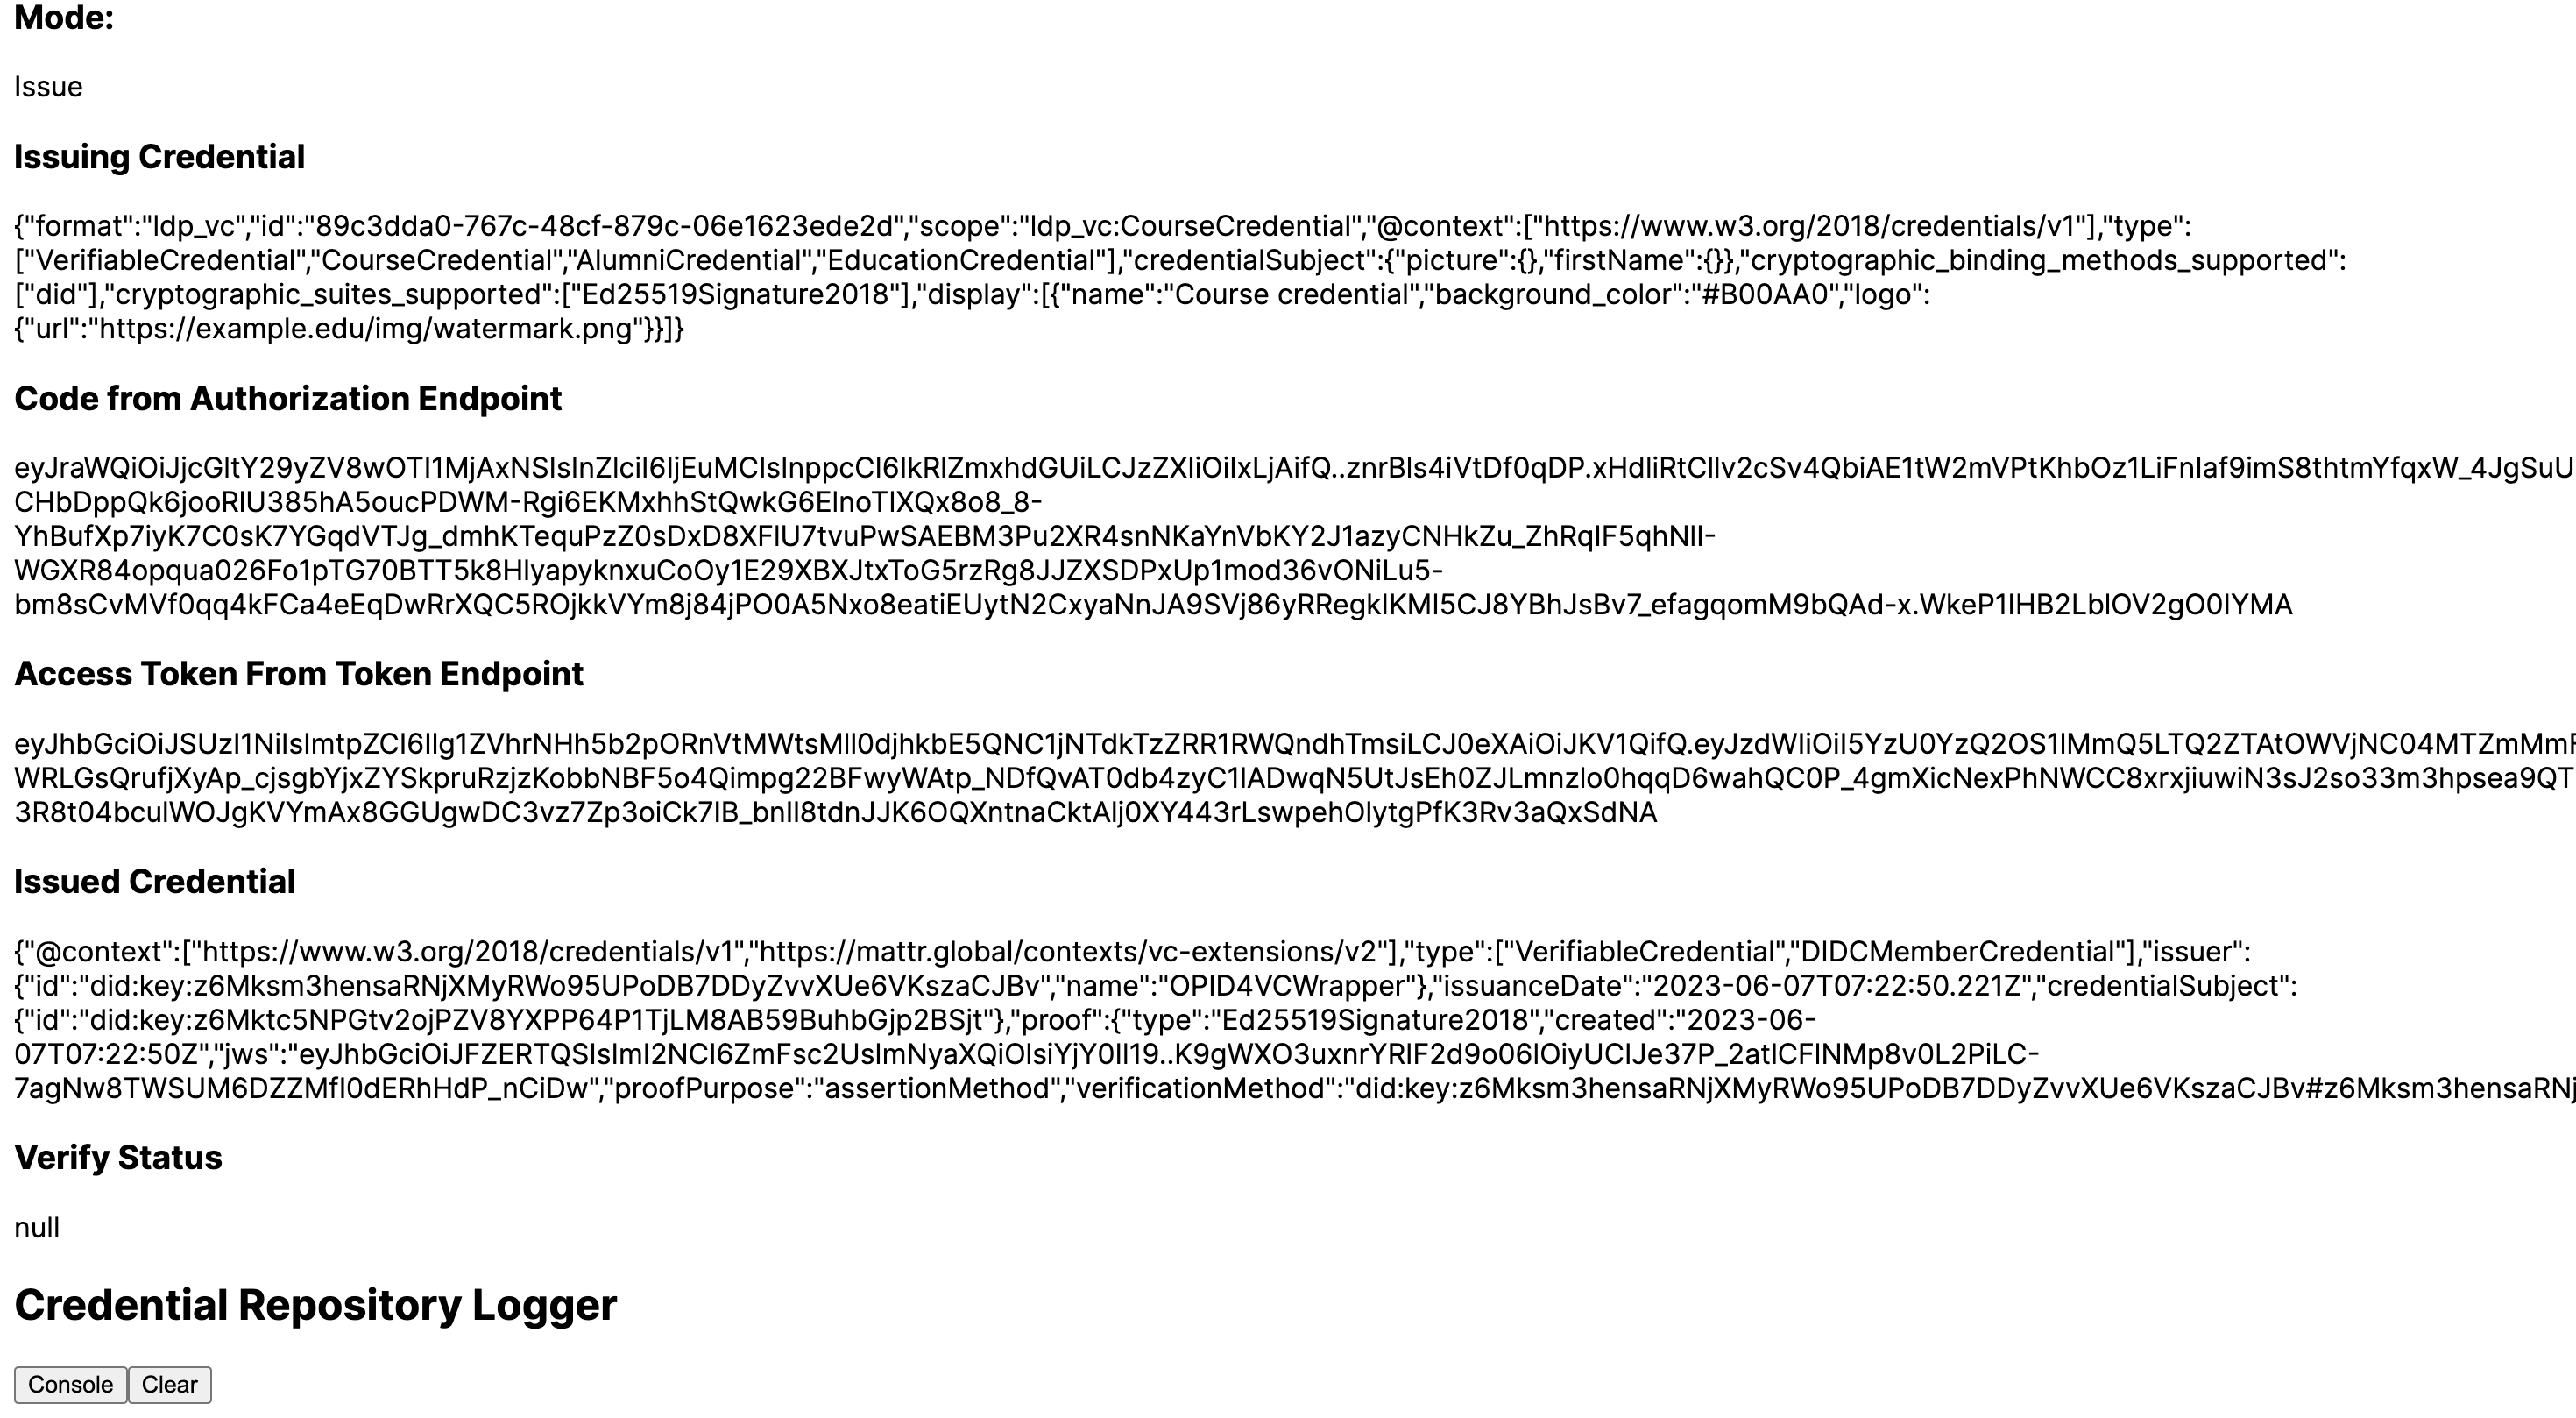 Mode:
Issue
Issuing Credential
{"format":"ldp_vc","id":"89c3dda0-767c-48cf-879c-06e1623ede2d","scope":"ldp_vc:CourseCredential","@context":["https://www.w3.org/2018/credentials/v1"],"type":
["VerifiableCredential","CourseCredential","AlumniCredential","EducationCredential"],"credentialSubject":{"picture":{},"firstName":{}},"cryptographic_binding_methods_supported":
["did"],"cryptographic_suites_supported":["Ed25519Signature2018"],"display":[{"name":"Course credential","background_color":"#B00AA0","logo":
{"url":"https://example.edu/img/watermark.png"}}]}
Code from Authorization Endpoint
eyJraWQiOiJjcGltY29yZV8wOTI1MjAxNSIsInZlciI6IjEuMCIsInppcCI6IkRlZmxhdGUiLCJzZXIiOiIxLjAifQ..znrBIs4iVtDf0qDP.xHdliRtClIv2cSv4QbiAE1tW2mVPtKhbOz1LiFnIaf9imS8thtmYfqxW_4JgSuU
CHbDppQk6jooRlU385hA5oucPDWM-Rgi6EKMxhhStQwkG6ElnoTIXQx8o8_8-
YhBufXp7iyK7C0sK7YGqdVTJg_dmhKTequPzZ0sDxD8XFlU7tvuPwSAEBM3Pu2XR4snNKaYnVbKY2J1azyCNHkZu_ZhRqIF5qhNlI-
WGXR84opqua026Fo1pTG70BTT5k8HlyapyknxuCoOy1E29XBXJtxToG5rzRg8JJZXSDPxUp1mod36vONiLu5-
bm8sCvMVf0qq4kFCa4eEqDwRrXQC5ROjkkVYm8j84jPO0A5Nxo8eatiEUytN2CxyaNnJA9SVj86yRRegkIKMI5CJ8YBhJsBv7_efagqomM9bQAd-x.WkeP1IHB2LblOV2gO0lYMA
Access Token From Token Endpoint
eyJhbGciOiJSUzI1NiIsImtpZCI6Ilg1ZVhrNHh5b2pORnVtMWtsMll0djhkbE5QNC1jNTdkTzZRR1RWQndhTmsiLCJ0eXAiOiJKV1QifQ.eyJzdWIiOiI5YzU0YzQ2OS1lMmQ5LTQ2ZTAtOWVjNC04MTZmMmF
WRLGsQrufjXyAp_cjsgbYjxZYSkpruRzjzKobbNBF5o4Qimpg22BFwyWAtp_NDfQvAT0db4zyC1lADwqN5UtJsEh0ZJLmnzlo0hqqD6wahQC0P_4gmXicNexPhNWCC8xrxjiuwiN3sJ2so33m3hpsea9QT
3R8t04bculWOJgKVYmAx8GGUgwDC3vz7Zp3oiCk7IB_bnIl8tdnJJK6OQXntnaCktAlj0XY443rLswpehOlytgPfK3Rv3aQxSdNA
Issued Credential
{"@context":["https://www.w3.org/2018/credentials/v1","https://mattr.global/contexts/vc-extensions/v2"],"type":["VerifiableCredential","DIDCMemberCredential"],"issuer":
{"id":"did:key:z6Mksm3hensaRNjXMyRWo95UPoDB7DDyZvvXUe6VKszaCJBv","name":"OPID4VCWrapper"},"issuanceDate":"2023-06-07T07:22:50.221Z","credentialSubject":
{"id":"did:key:z6Mktc5NPGtv2ojPZV8YXPP64P1TjLM8AB59BuhbGjp2BSjt"},"proof":{"type":"Ed25519Signature2018","created":"2023-06-
07T07:22:50Z","jws":"eyJhbGciOiJFZERTQSIsImI2NCI6ZmFsc2UsImNyaXQiOlsiYjY0Il19..K9gWXO3uxnrYRIF2d9o06IOiyUCIJe37P_2atICFINMp8v0L2PiLC-
7agNw8TWSUM6DZZMfl0dERhHdP_nCiDw","proofPurpose":"assertionMethod","verificationMethod":"did:key:z6Mksm3hensaRNjXMyRWo95UPoDB7DDyZvvXUe6VKszaCJBv#z6Mksm3hensaRNj
Verify Status
null
Credential Repository Logger
Console Clear